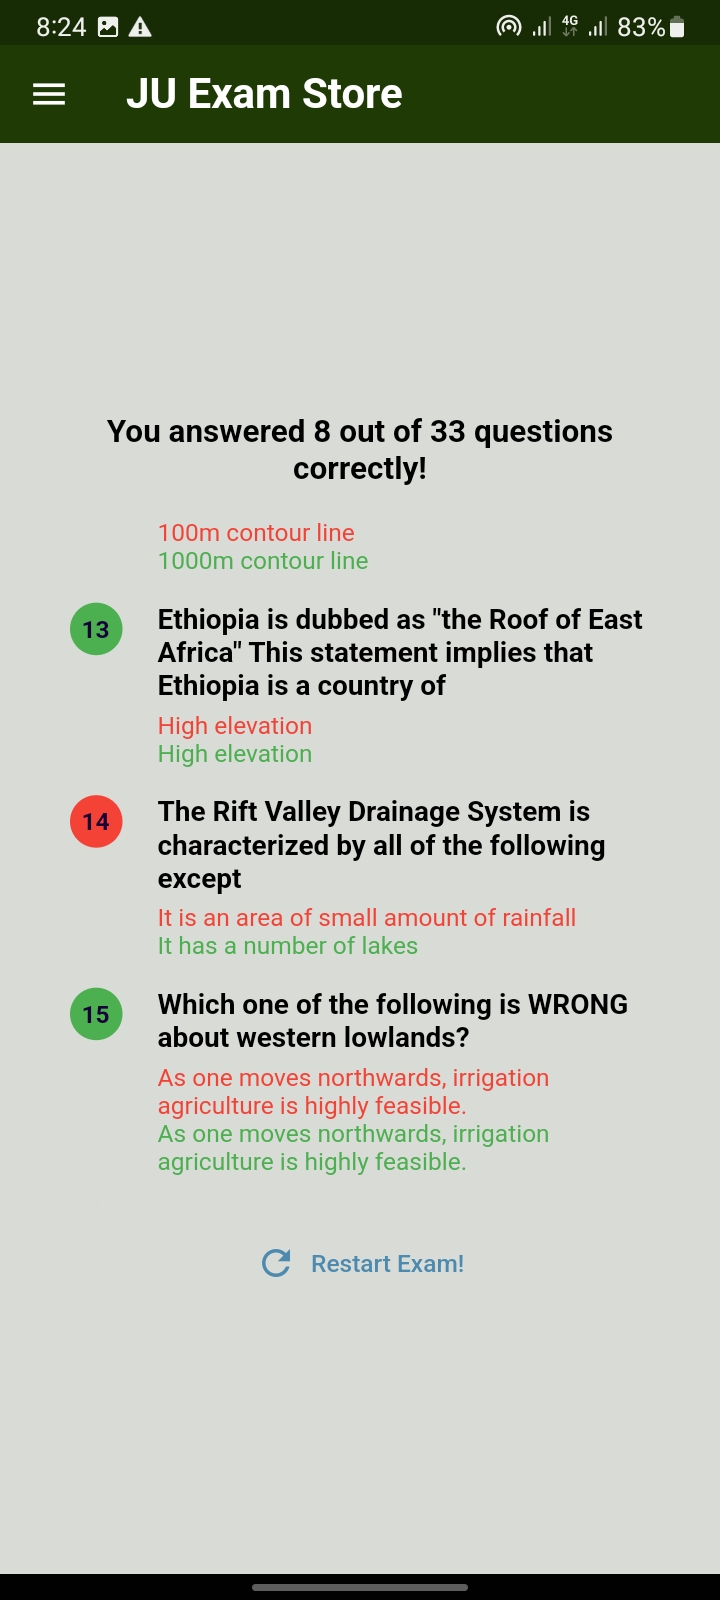 8:24
4G
83%
JU Exam Store
You answered 8 out of 33 questions
correctly!
100m contour line
1000m contour line
13
Ethiopia is dubbed as "the Roof of East
Africa" This statement implies that
Ethiopia is a country of
High elevation
High elevation
14
The Rift Valley Drainage System is
characterized by all of the following
except
It is an area of small amount of rainfall
It has a number of lakes
15
Which one of the following is WRONG
about western lowlands?
As one moves northwards, irrigation
agriculture is highly feasible.
As one moves northwards, irrigation
agriculture is highly feasible.
Restart Exam!